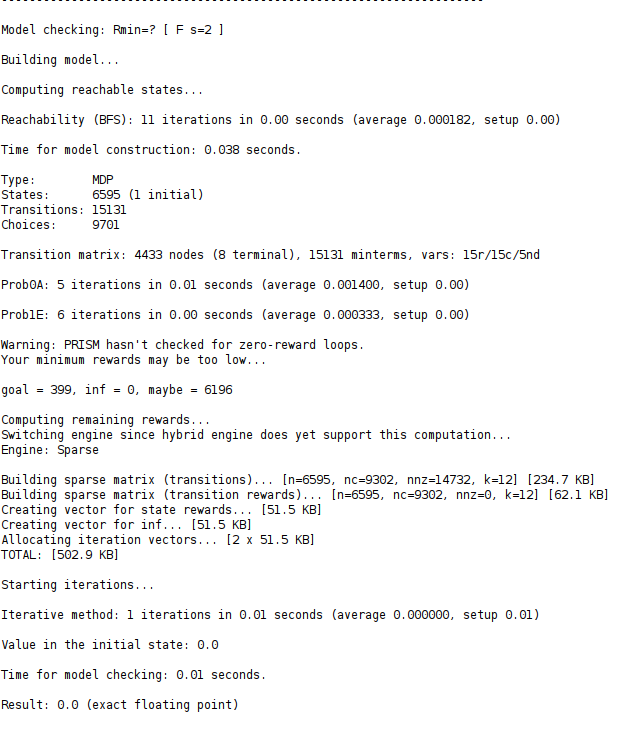 --------------------------------------------------------------------
Model checking: Rmin=? [ F s=2 ]
Building model...
Computing reachable states...
Reachability (BFS): 11 iterations in 0.00 seconds (average 0.000182, setup 0.00)
Time for model construction: 0.038 seconds.
Type:        MDP
States:      6595 (1 initial)
Transitions: 15131
Choices:     9701
Transition matrix: 4433 nodes (8 terminal), 15131 minterms, vars: 15r/15c/5nd
Prob0A: 5 iterations in 0.01 seconds (average 0.001400, setup 0.00)
Prob1E: 6 iterations in 0.00 seconds (average 0.000333, setup 0.00)
Warning: PRISM hasn't checked for zero-reward loops.
Your minimum rewards may be too low...
goal = 399, inf = 0, maybe = 6196
Computing remaining rewards...
Switching engine since hybrid engine does yet support this computation...
Engine: Sparse
Building sparse matrix (transitions)... [n=6595, nc=9302, nnz=14732, k=12] [234.7 KB]
Building sparse matrix (transition rewards)... [n=6595, nc=9302, nnz=0, k=12] [62.1 KB]
Creating vector for state rewards... [51.5 KB]
Creating vector for inf... [51.5 KB]
Allocating iteration vectors... [2 x 51.5 KB]
TOTAL: [502.9 KB]
Starting iterations...
Iterative method: 1 iterations in 0.01 seconds (average 0.000000, setup 0.01)
Value in the initial state: 0.0
Time for model checking: 0.01 seconds.
Result: 0.0 (exact floating point)